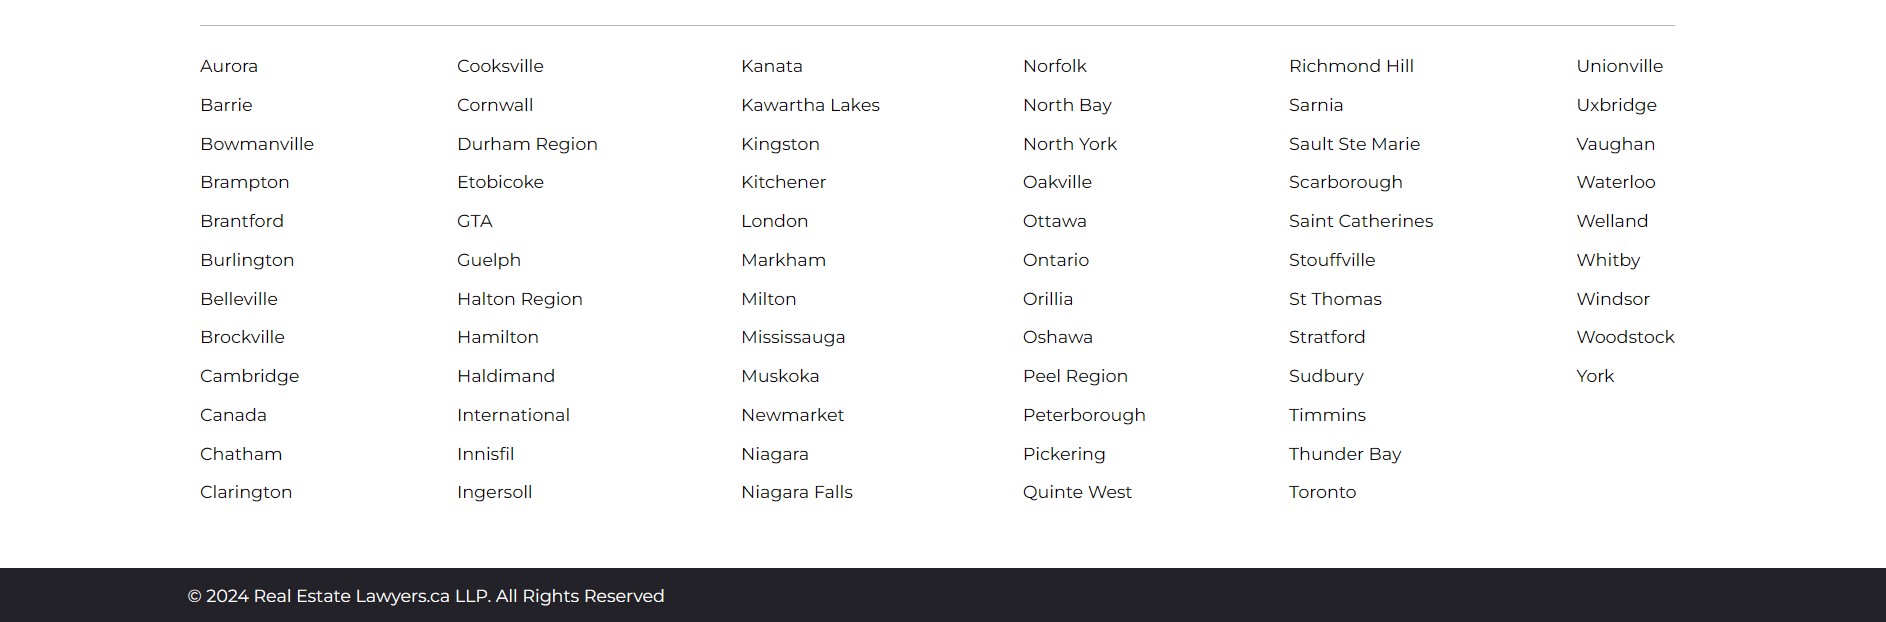 Aurora
Barrie
Bowmanville
Brampton
Brantford
Burlington
Belleville
Brockville
Cambridge
Canada
Chatham
Clarington
Cooksville
Cornwall
Durham Region
Etobicoke
GTA
Guelph
Halton Region
Hamilton
Haldimand
International
Innisfil
Ingersoll
Kanata
Kawartha Lakes
Kingston
Kitchener
London
Markham
Milton
Mississauga
Muskoka
Newmarket
Niagara
Niagara Falls
Norfolk
North Bay
North York
Oakville
Ottawa
Ontario
Orillia
Oshawa
Peel Region
Peterborough
Pickering
Quinte West
Richmond Hill
Sarnia
Sault Ste Marie
Scarborough
Saint Catherines
Stouffville
St Thomas
Stratford
Sudbury
Timmins
Thunder Bay
Toronto
Unionville
Uxbridge
Vaughan
Waterloo
Welland
Whitby
Windsor
Woodstock
York
© 2024 Real Estate Lawyers.ca LLP. All Rights Reserved